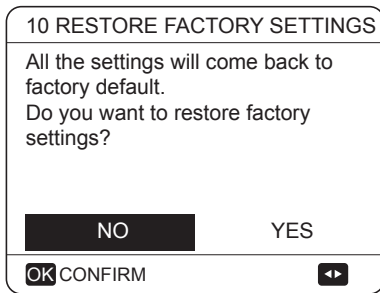 10 RESTORE FACTORY SETTINGS
All the settings will come back to
factory default.
Do you want to restore factory
settings?
NO YES
OK CONFIRM